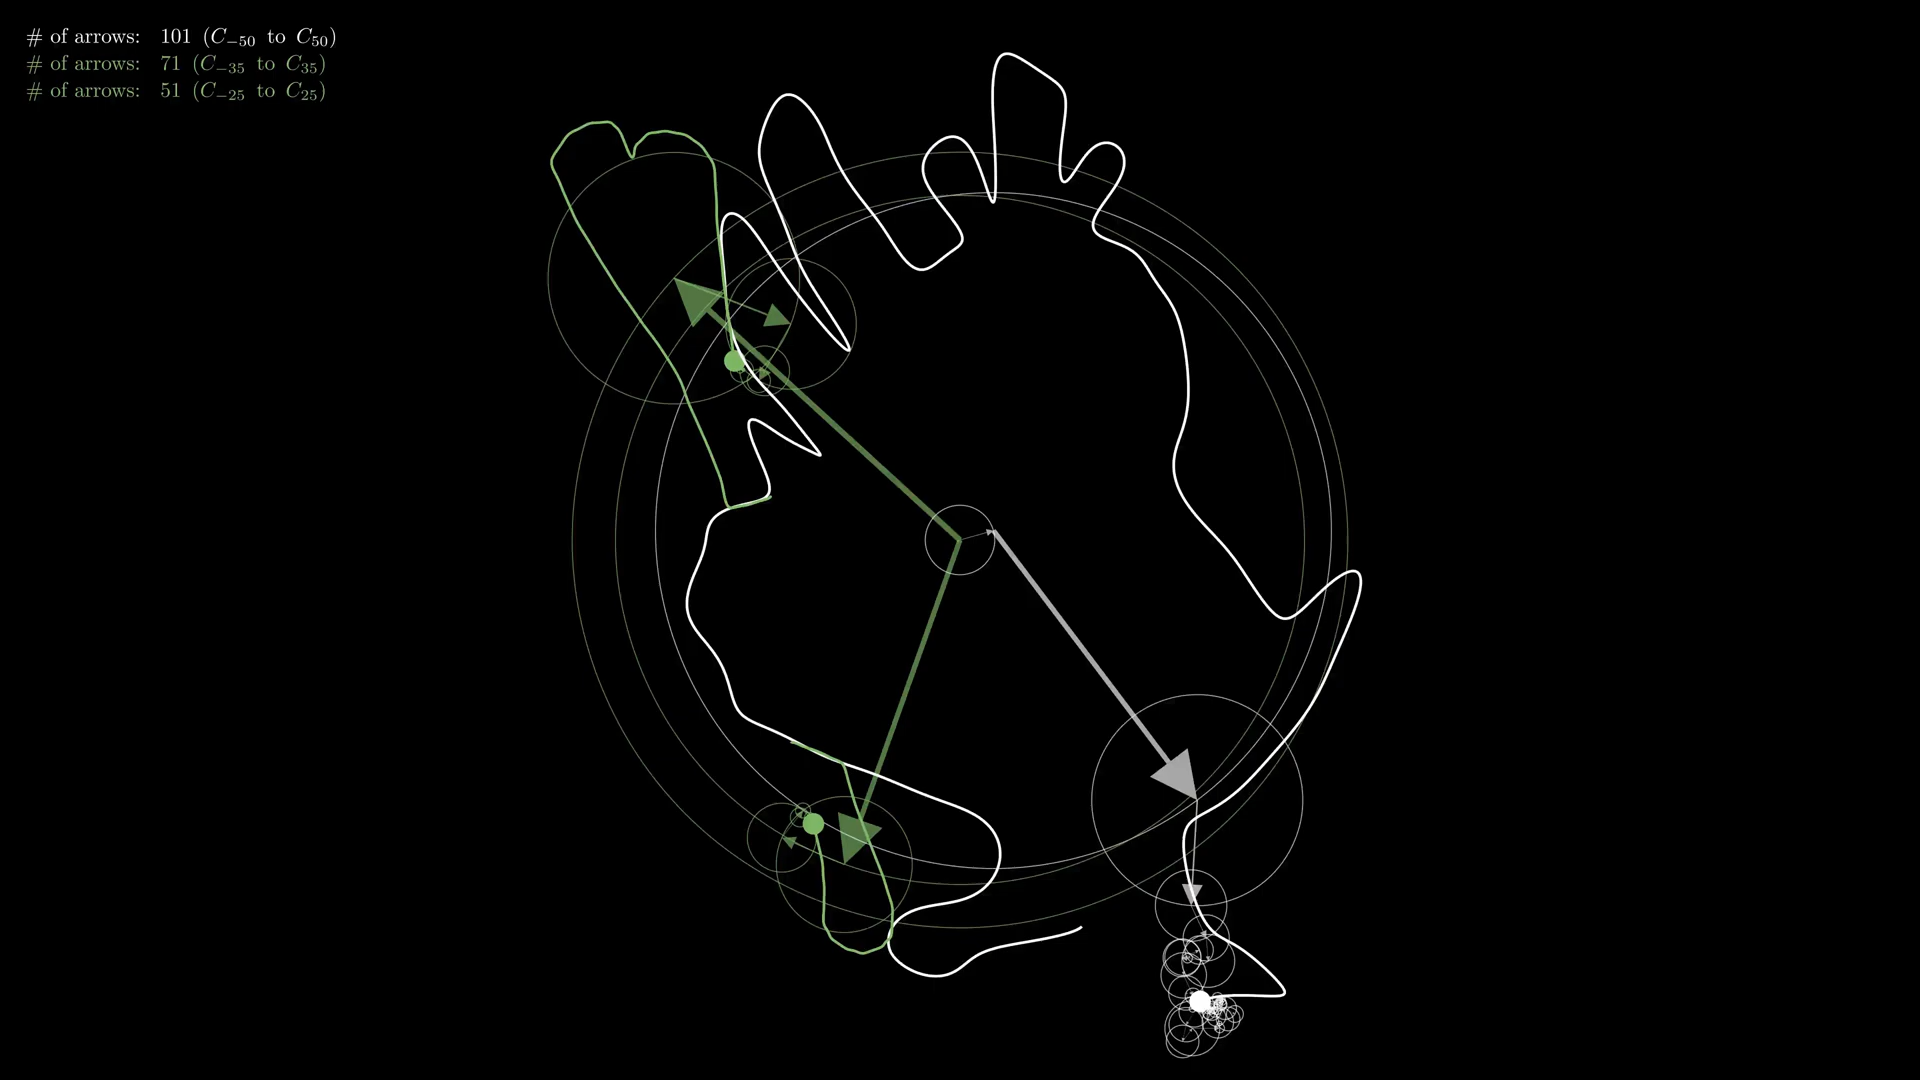 # of arrows: 101 (C₋₅₀ to C₅₀)
# of arrows: 71 (C₋₃₅ to C₃₅)
# of arrows: 51 (C₋₂₅ to C₂₅)